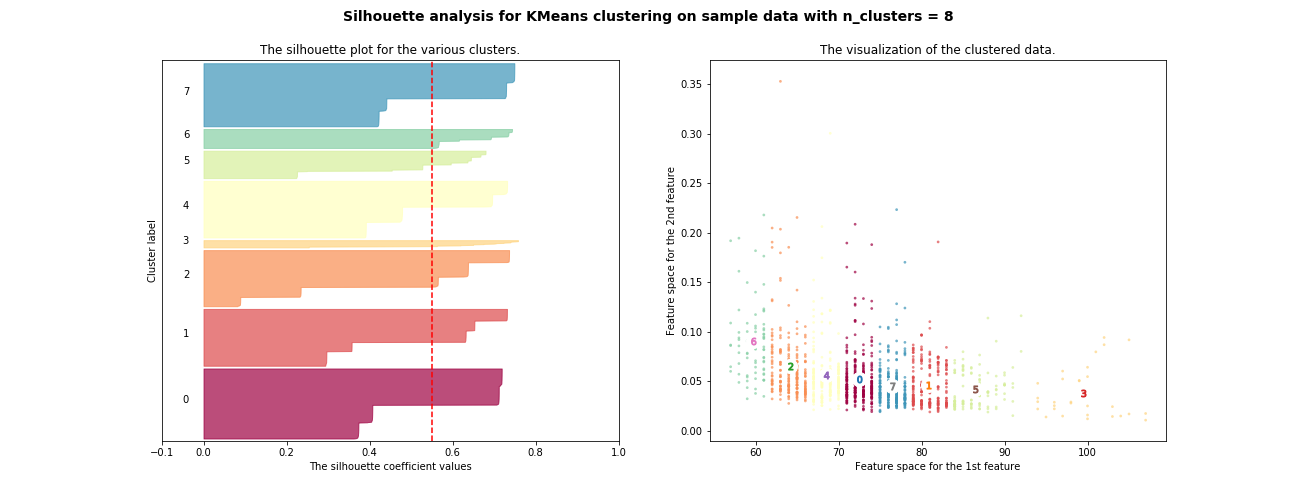 Silhouette analysis for KMeans clustering on sample data with n_clusters = 8
The silhouette plot for the various clusters.
Cluster label
7
6
5
4
3
2
1
0
−0.1 0.0 0.2 0.4 0.6 0.8 1.0
The silhouette coefficient values
The visualization of the clustered data.
Feature space for the 2nd feature
0.35
0.30
0.25
0.20
0.15
0.10
0.05
0.00
6
2
4
0
7
1
5
3
60 70 80 90 100
Feature space for the 1st feature